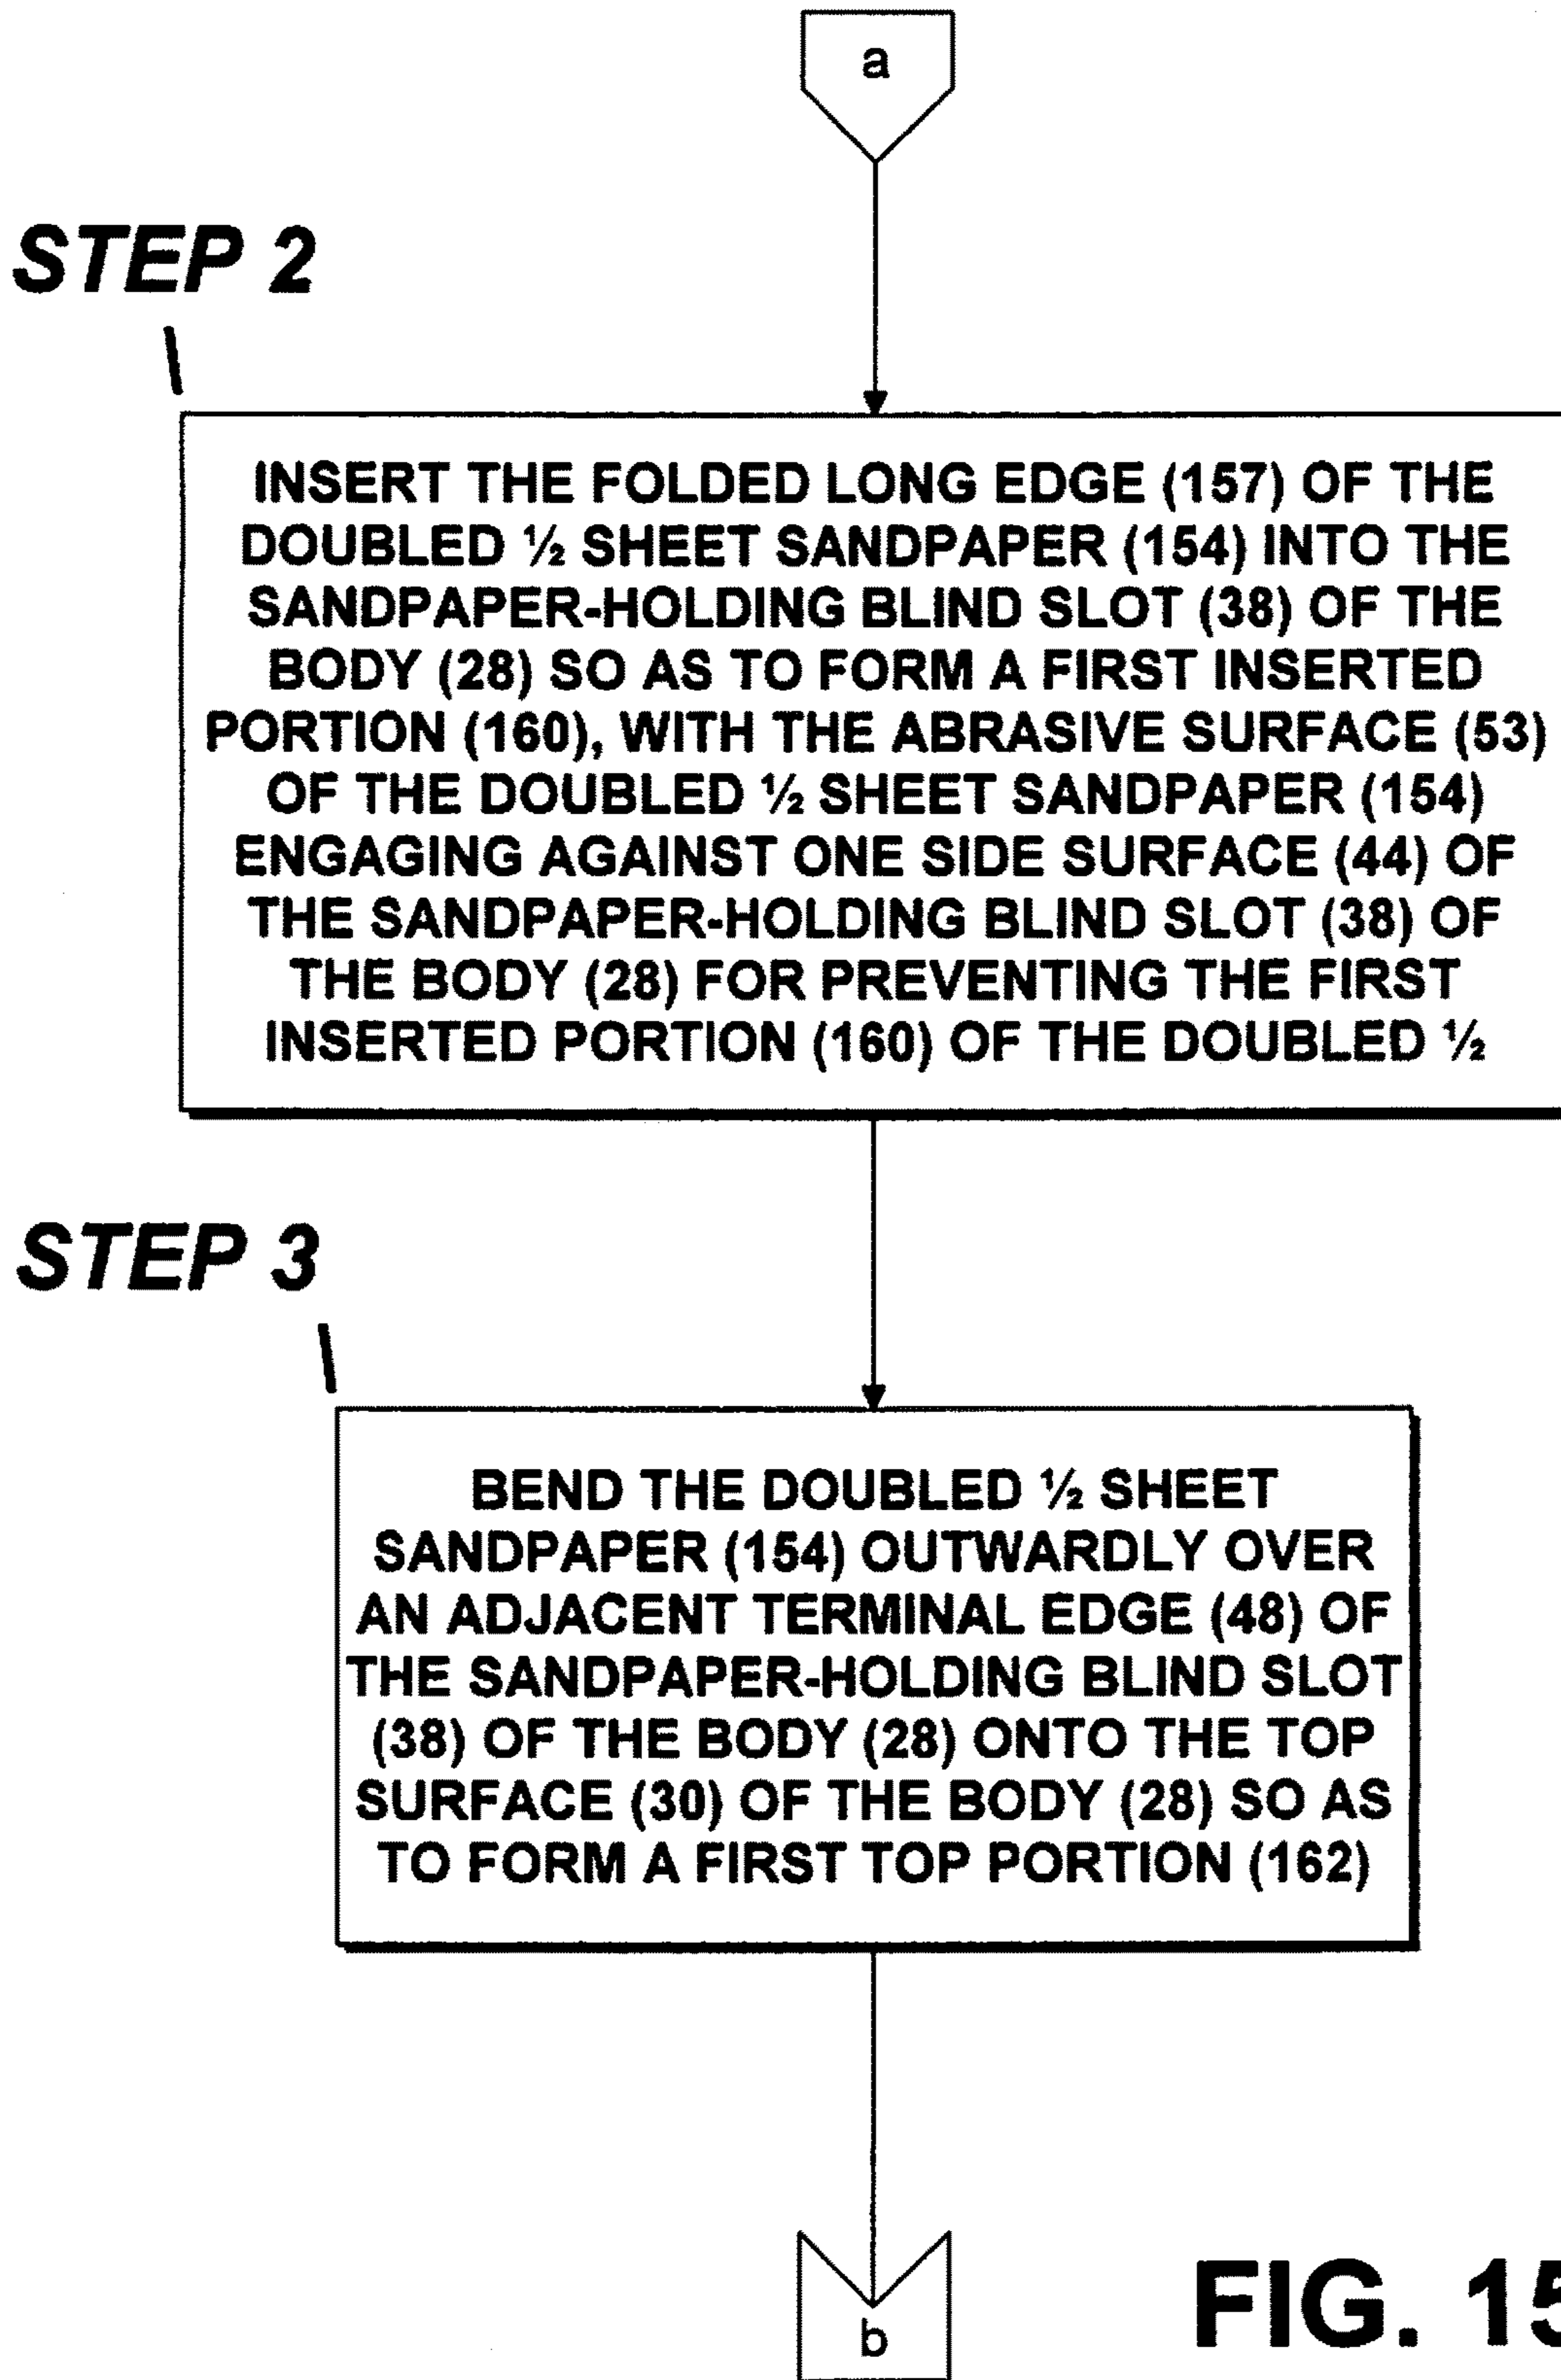 a
STEP 2
INSERT THE FOLDED LONG EDGE (157) OF THE
DOUBLED ½ SHEET SANDPAPER (154) INTO THE
SANDPAPER-HOLDING BLIND SLOT (38) OF THE
BODY (28) SO AS TO FORM A FIRST INSERTED
PORTION (160), WITH THE ABRASIVE SURFACE (53)
OF THE DOUBLED ½ SHEET SANDPAPER (154)
ENGAGING AGAINST ONE SIDE SURFACE (44) OF
THE SANDPAPER-HOLDING BLIND SLOT (38) OF
THE BODY (28) FOR PREVENTING THE FIRST
INSERTED PORTION (160) OF THE DOUBLED ½
STEP 3
BEND THE DOUBLED ½ SHEET
SANDPAPER (154) OUTWARDLY OVER
AN ADJACENT TERMINAL EDGE (48) OF
THE SANDPAPER-HOLDING BLIND SLOT
(38) OF THE BODY (28) ONTO THE TOP
SURFACE (30) OF THE BODY (28) SO AS
TO FORM A FIRST TOP PORTION (162)
b
FIG. 15